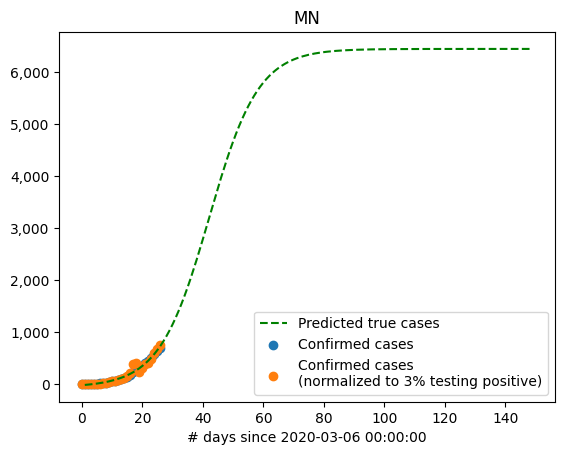 MN
6,000
5,000
4,000
3,000
2,000
1,000
0
Predicted true cases
Confirmed cases
Confirmed cases
(normalized to 3% testing positive)
0 20 40 60 80 100 120 140
# days since 2020-03-06 00:00:00